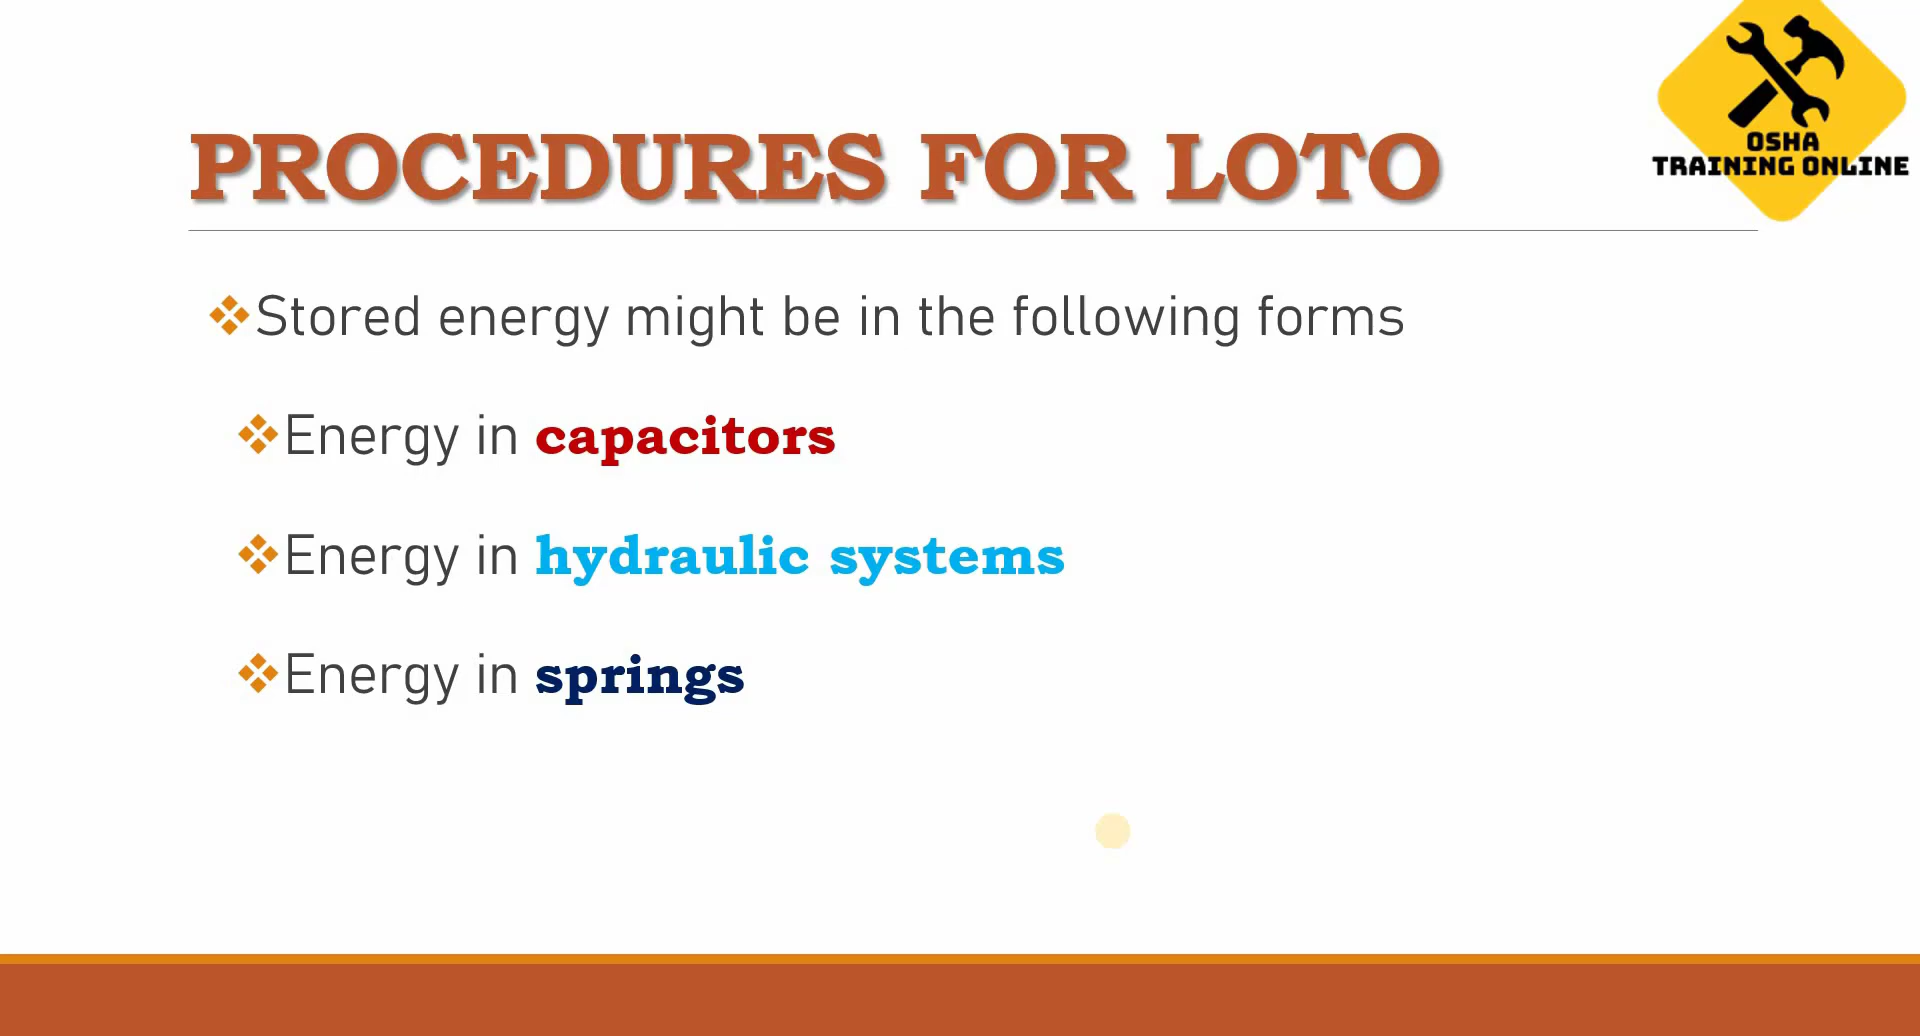 OSHA
TRAINING ONLINE
PROCEDURES FOR LOTO
Stored energy might be in the following forms
Energy in capacitors
Energy in hydraulic systems
Energy in springs